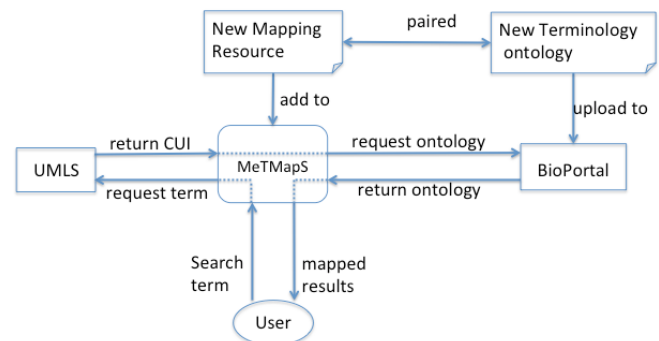 New Mapping
Resource
paired
New Terminology
ontology
add to
upload to
return CUI
request ontology
UMLS
MeTMapS
BioPortal
request term
return ontology
Search
term
mapped
results
User